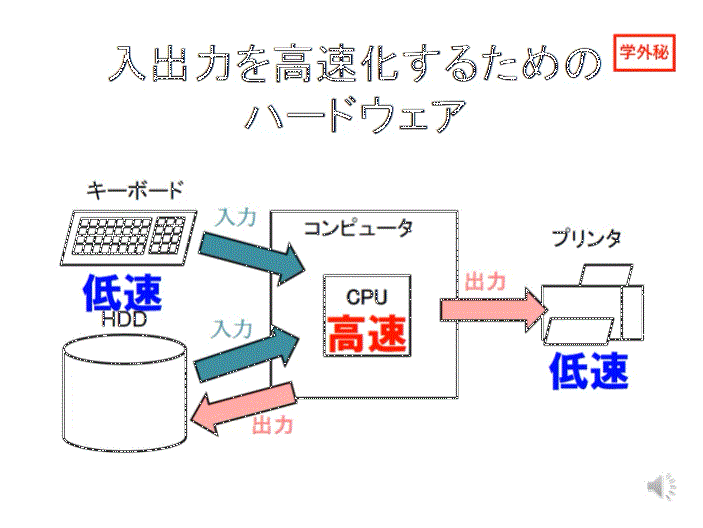 入出力を高速化するための
ハードウェア
学外秘
キーボード
入力
低速
HDD
入力
出力
コンピュータ
CPU
高速
出力
プリンタ
低速